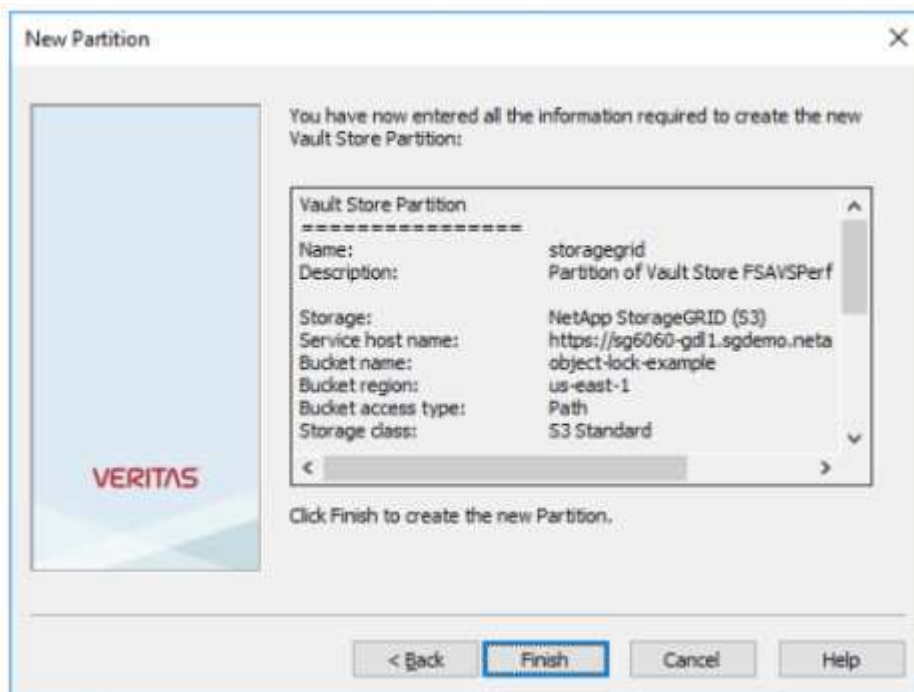 New Partition
You have now entered all the information required to create the new
Vault Store Partition:
Vault Store Partition
=================
Name: storagegrid
Description: Partition of Vault Store FSAVSPerf
Storage: NetApp StorageGRID (S3)
Service host name: https://sg6060-gdl1.sgdemo.neta
Bucket name: object-lock-example
Bucket region: us-east-1
Bucket access type: Path
Storage class: S3 Standard
VERITAS
Click Finish to create the new Partition.
< Back Finish Cancel Help